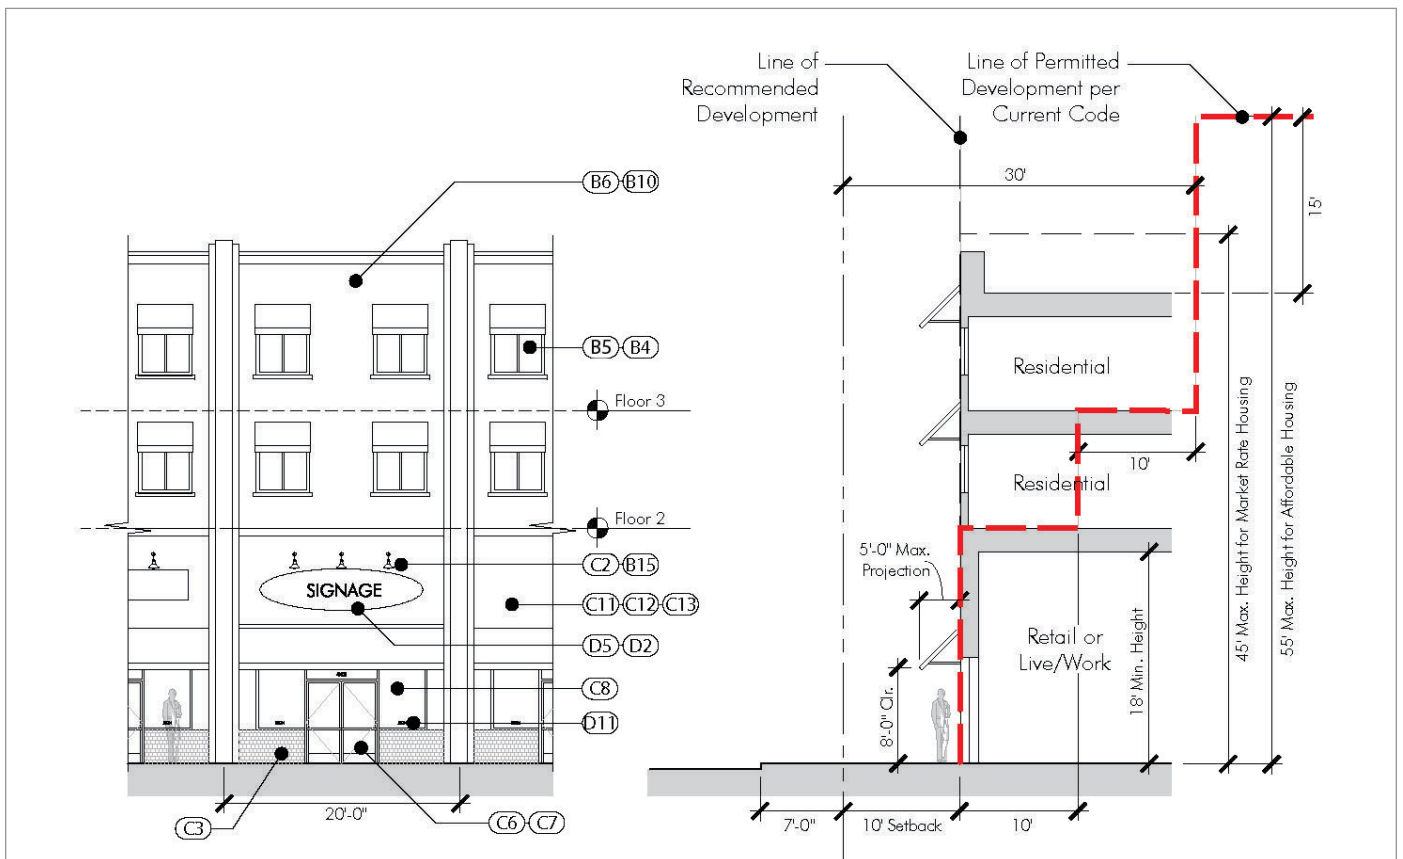 Line of
Recommended
Development
Line of Permitted
Development per
Current Code
30'
15'
B6 B10
B5 B4
Floor 3
Residential
10'
Residential
Floor 2
C2 B15
SIGNAGE
C11 C12 C13
D5 D2
C8
D11
5'-0" Max.
Projection
Retail or
Live/Work
8'-0" Clr.
18' Min. Height
45' Max. Height for Market Rate Housing
55' Max. Height for Affordable Housing
20'-0"
C3
C6 C7
7'-0"
10' Setback
10'